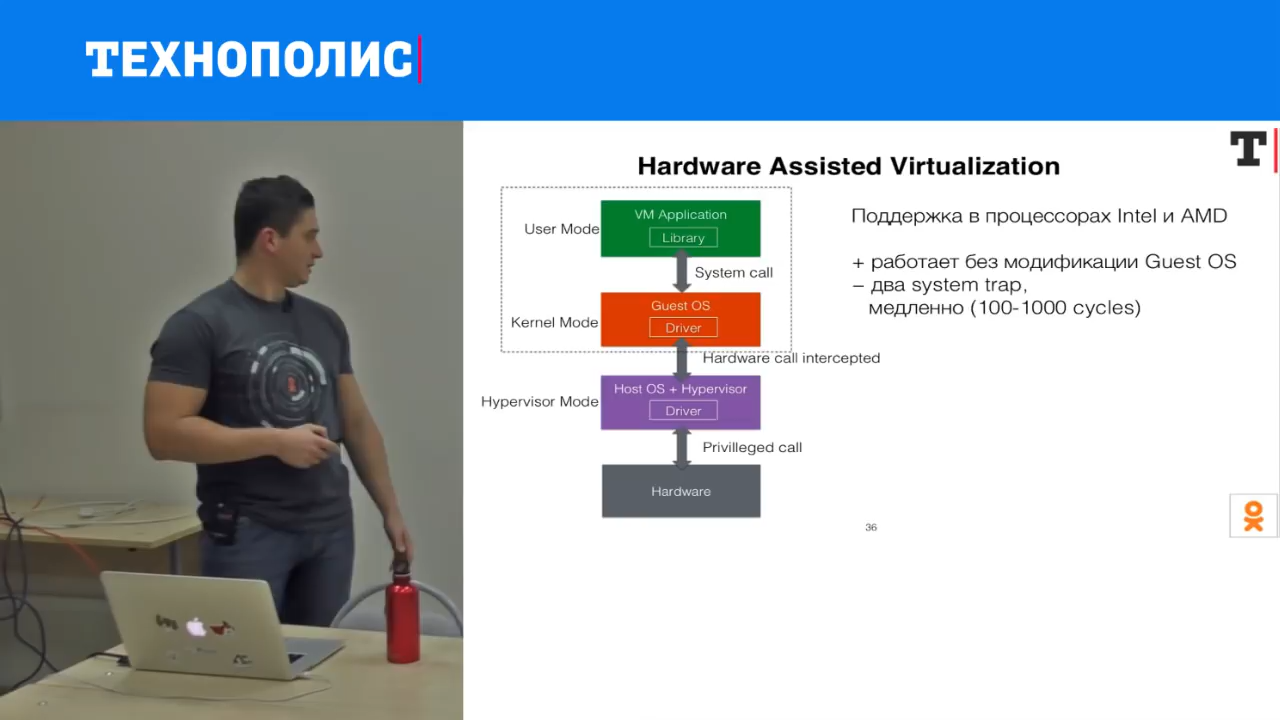 ТЕХНОПОЛИС
T
Hardware Assisted Virtualization
User Mode
VM Application
Library
System call
Kernel Mode
Guest OS
Driver
Hardware call intercepted
Hypervisor Mode
Host OS + Hypervisor
Driver
Privilleged call
Hardware
Поддержка в процессорах Intel и AMD
+ работает без модификации Guest OS
– два system trap,
медленно (100-1000 cycles)
36